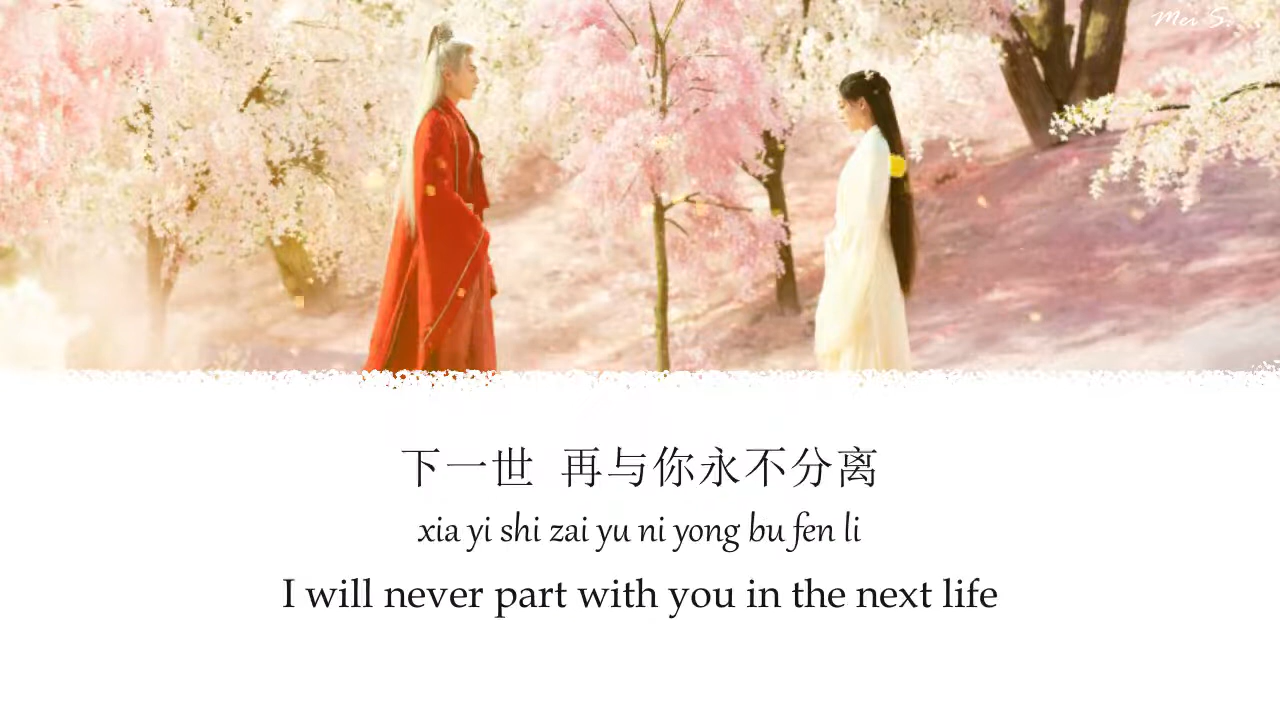 Mei S.
下一世 再与你永不分离
xia yi shi zai yu ni yong bu fen li
I will never part with you in the next life